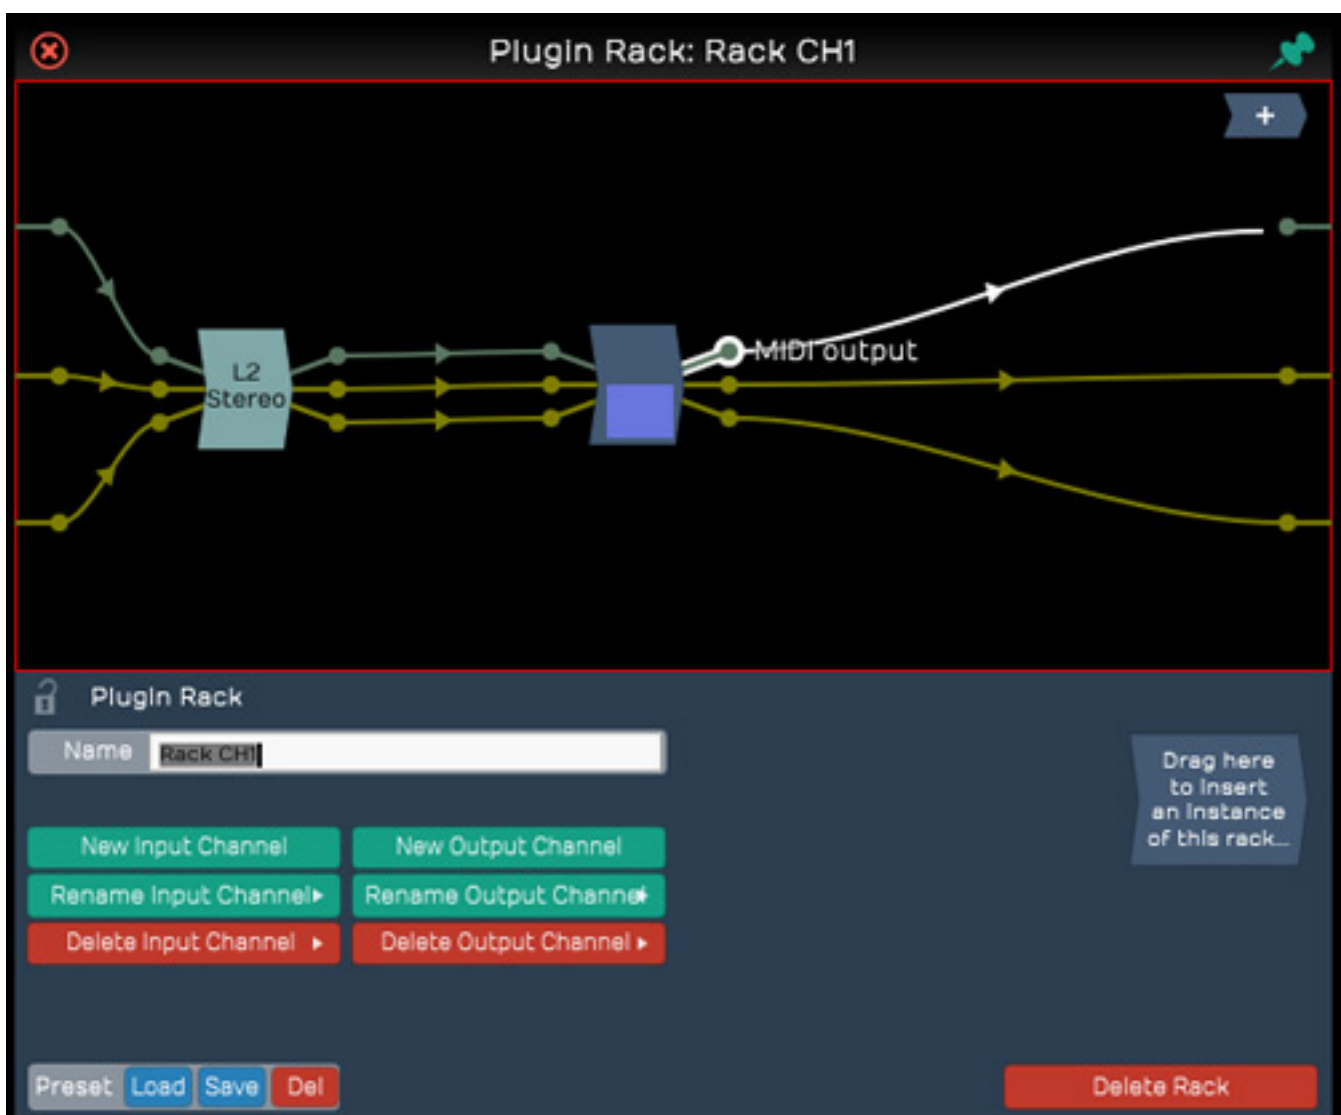 Plugin Rack: Rack CH1
+
L2
Stereo
MIDI output
Plugin Rack
Name Rack CH1
Drag here
to insert
an instance
of this rack...
New Input Channel New Output Channel
Rename Input Channel Rename Output Channel
Delete Input Channel Delete Output Channel
Preset Load Save Del Delete Rack